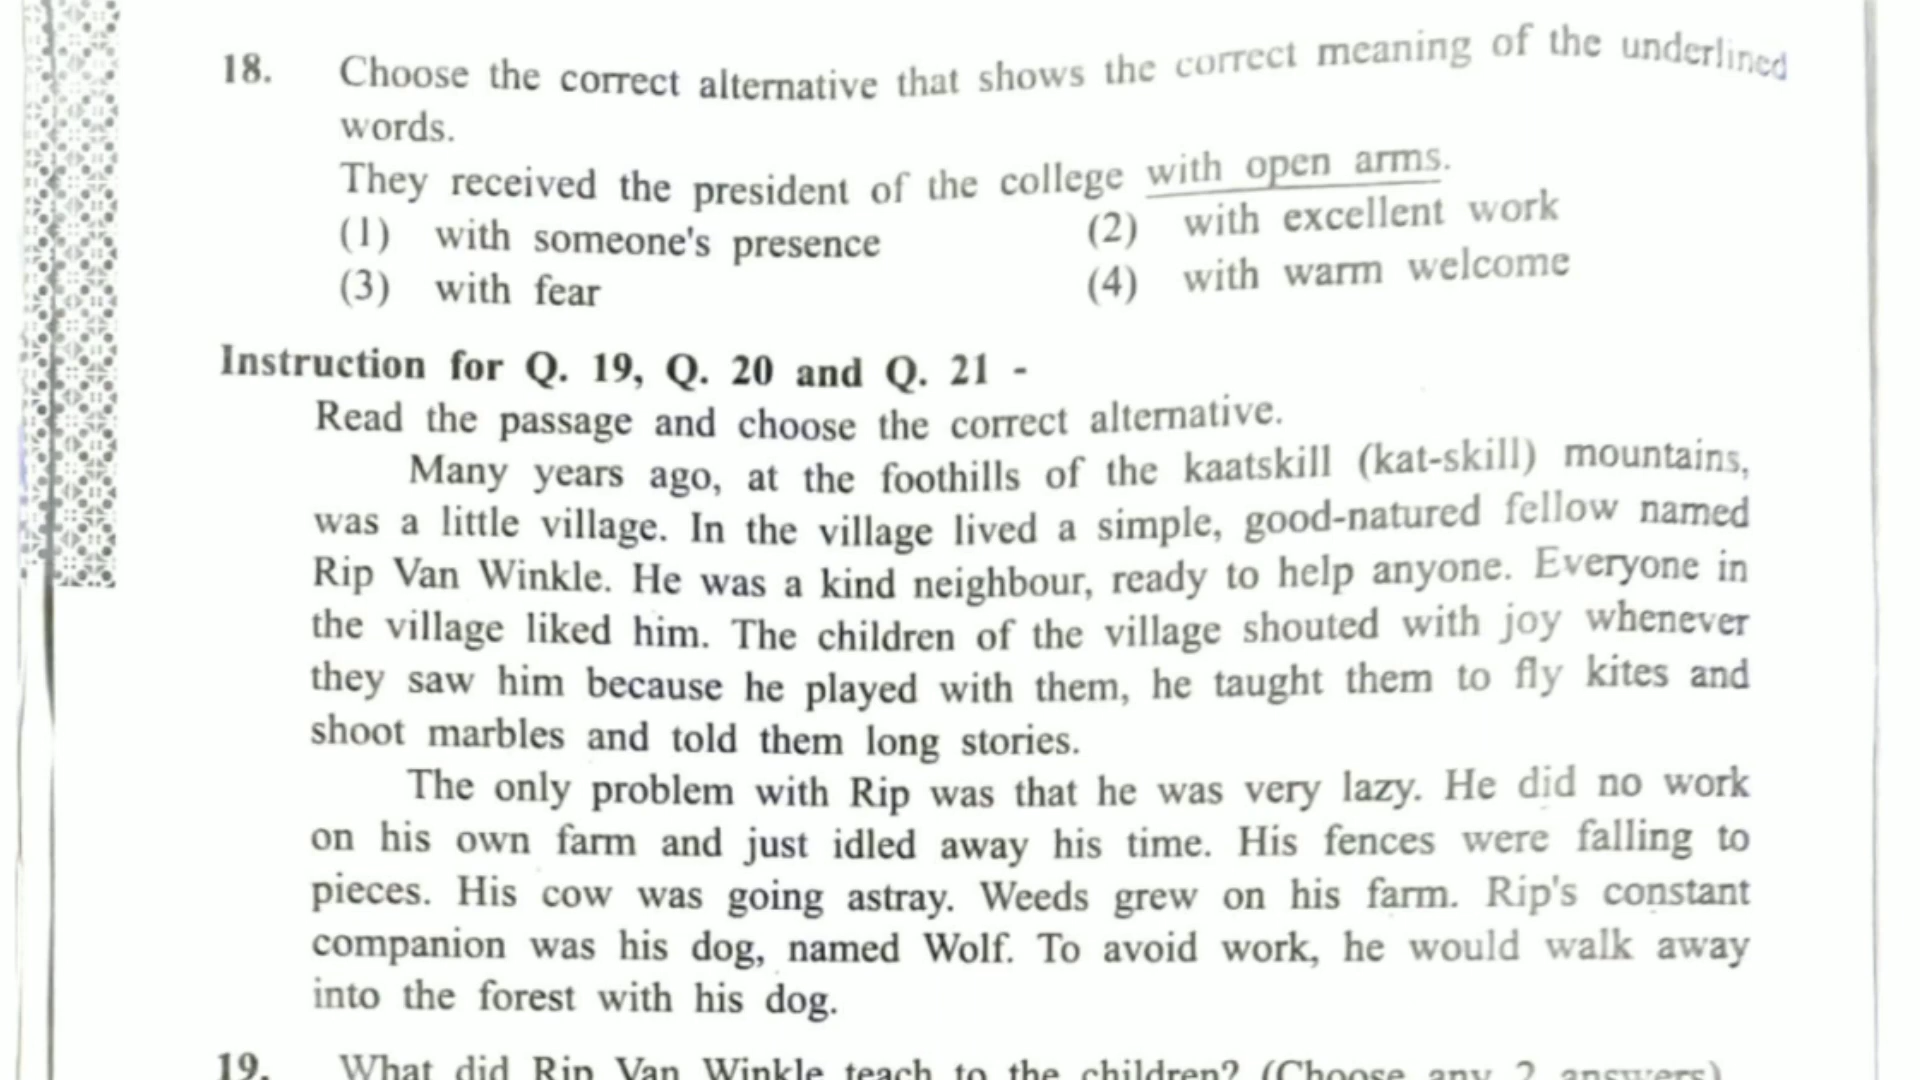 18. Choose the correct alternative that shows the correct meaning of the underlined
words.
They received the president of the college with open arms.
(1) with someone's presence (2) with excellent work
(3) with fear (4) with warm welcome
Instruction for Q. 19, Q. 20 and Q. 21 -
Read the passage and choose the correct alternative.
Many years ago, at the foothills of the kaatskill (kat-skill) mountains,
was a little village. In the village lived a simple, good-natured fellow named
Rip Van Winkle. He was a kind neighbour, ready to help anyone. Everyone in
the village liked him. The children of the village shouted with joy whenever
they saw him because he played with them, he taught them to fly kites and
shoot marbles and told them long stories.
The only problem with Rip was that he was very lazy. He did no work
on his own farm and just idled away his time. His fences were falling to
pieces. His cow was going astray. Weeds grew on his farm. Rip's constant
companion was his dog, named Wolf. To avoid work, he would walk away
into the forest with his dog.
19. What did Rip Van Winkle teach to the children? (Choose any 2 answers)